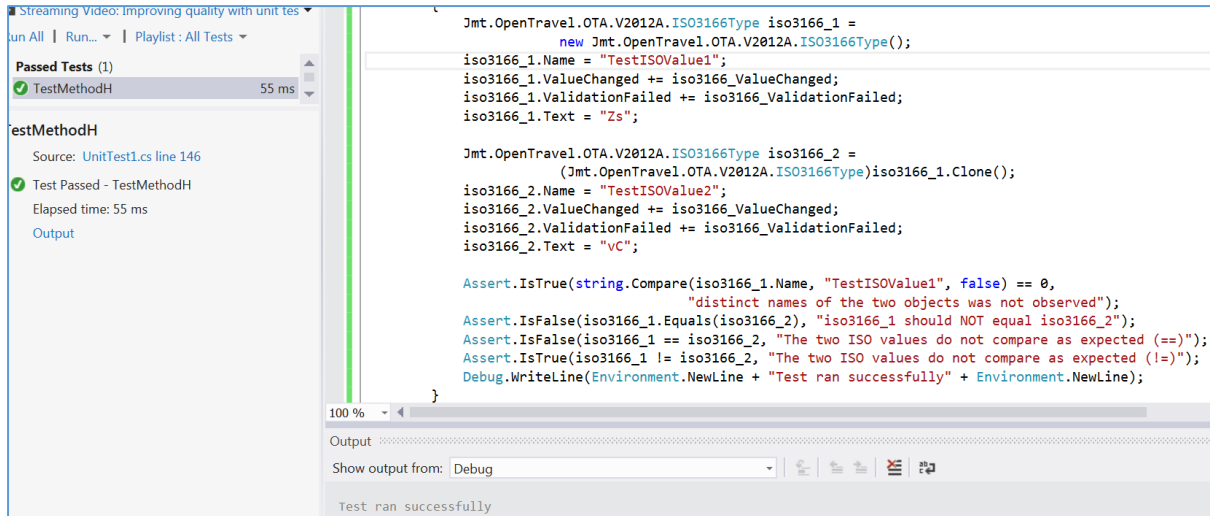 Streaming Video: Improving quality with unit tes
Run All | Run... | Playlist : All Tests
Passed Tests (1)
TestMethodH 55 ms
TestMethodH
Source: UnitTest1.cs line 146
Test Passed - TestMethodH
Elapsed time: 55 ms
Output
{
Jmt.OpenTravel.OTA.V2012A.ISO3166Type iso3166_1 =
new Jmt.OpenTravel.OTA.V2012A.ISO3166Type();
iso3166_1.Name = "TestISOValue1";
iso3166_1.ValueChanged += iso3166_ValueChanged;
iso3166_1.ValidationFailed += iso3166_ValidationFailed;
iso3166_1.Text = "Zs";
Jmt.OpenTravel.OTA.V2012A.ISO3166Type iso3166_2 =
(Jmt.OpenTravel.OTA.V2012A.ISO3166Type)iso3166_1.Clone();
iso3166_2.Name = "TestISOValue2";
iso3166_2.ValueChanged += iso3166_ValueChanged;
iso3166_2.ValidationFailed += iso3166_ValidationFailed;
iso3166_2.Text = "vC";
Assert.IsTrue(string.Compare(iso3166_1.Name, "TestISOValue1", false) == 0,
"distinct names of the two objects was not observed");
Assert.IsFalse(iso3166_1.Equals(iso3166_2), "iso3166_1 should NOT equal iso3166_2");
Assert.IsFalse(iso3166_1 == iso3166_2, "The two ISO values do not compare as expected (==)");
Assert.IsTrue(iso3166_1 != iso3166_2, "The two ISO values do not compare as expected (!=)");
Debug.WriteLine(Environment.NewLine + "Test ran successfully" + Environment.NewLine);
}
100 %
Output
Show output from: Debug
Test ran successfully